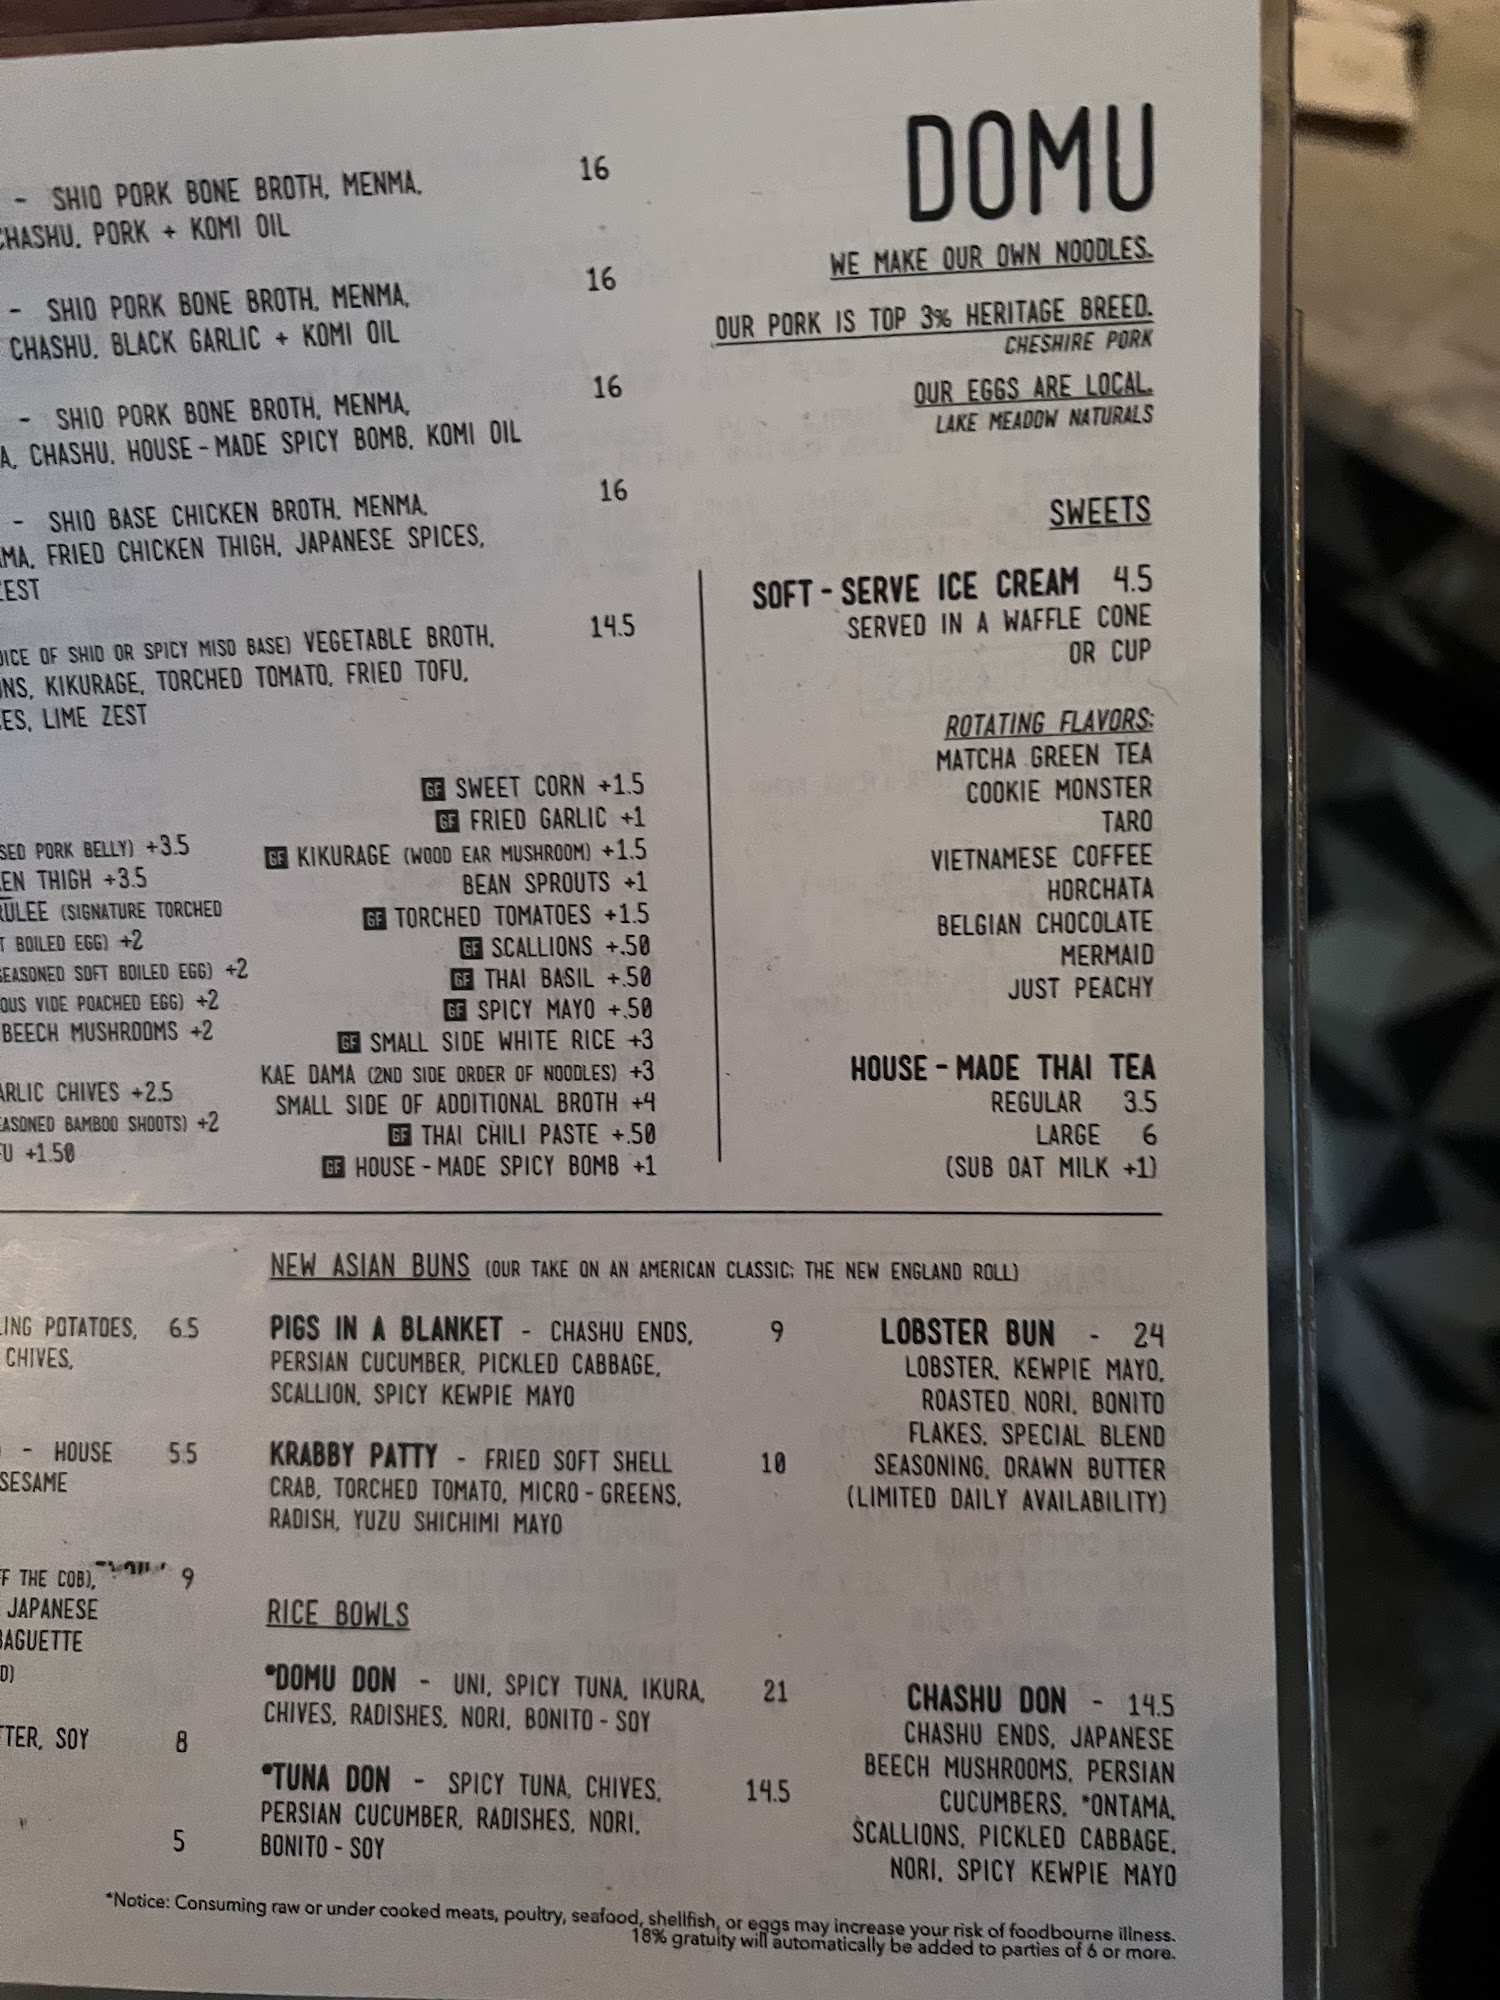 DOMU
WE MAKE OUR OWN NOODLES.
OUR PORK IS TOP 3% HERITAGE BREED.
CHESHIRE PORK
OUR EGGS ARE LOCAL.
LAKE MEADOW NATURALS
- SHIO PORK BONE BROTH, MENMA, 16
CHASHU, PORK + KOMI OIL
- SHIO PORK BONE BROTH, MENMA, 16
CHASHU, BLACK GARLIC + KOMI OIL
- SHIO PORK BONE BROTH, MENMA, 16
A, CHASHU, HOUSE-MADE SPICY BOMB, KOMI OIL
- SHIO BASE CHICKEN BROTH, MENMA, 16
MA, FRIED CHICKEN THIGH, JAPANESE SPICES,
ZEST
OICE OF SHIO OR SPICY MISO BASE) VEGETABLE BROTH, 14.5
NS, KIKURAGE, TORCHED TOMATO, FRIED TOFU,
ES, LIME ZEST
SED PORK BELLY) +3.5
EN THIGH +3.5
RULEE (SIGNATURE TORCHED
T BOILED EGG) +2
SEASONED SOFT BOILED EGG) +2
OUS VIDE POACHED EGG) +2
BEECH MUSHROOMS +2
ARLIC CHIVES +2.5
EASONED BAMBOO SHOOTS) +2
FU +1.50
GF SWEET CORN +1.5
GF FRIED GARLIC +1
GF KIKURAGE (WOOD EAR MUSHROOM) +1.5
BEAN SPROUTS +1
GF TORCHED TOMATOES +1.5
GF SCALLIONS +.50
GF THAI BASIL +.50
GF SPICY MAYO +.50
GF SMALL SIDE WHITE RICE +3
KAE DAMA (2ND SIDE ORDER OF NOODLES) +3
SMALL SIDE OF ADDITIONAL BROTH +4
GF THAI CHILI PASTE +.50
GF HOUSE-MADE SPICY BOMB +1
SWEETS
SOFT-SERVE ICE CREAM 4.5
SERVED IN A WAFFLE CONE
OR CUP
ROTATING FLAVORS:
MATCHA GREEN TEA
COOKIE MONSTER
TARO
VIETNAMESE COFFEE
HORCHATA
BELGIAN CHOCOLATE
MERMAID
JUST PEACHY
HOUSE-MADE THAI TEA
REGULAR 3.5
LARGE 6
(SUB OAT MILK +1)
LING POTATOES, 6.5
CHIVES,
- HOUSE 5.5
SESAME
F THE COB), 9
JAPANESE
BAGUETTE
D)
TTER, SOY 8
5
NEW ASIAN BUNS (OUR TAKE ON AN AMERICAN CLASSIC; THE NEW ENGLAND ROLL)
PIGS IN A BLANKET - CHASHU ENDS, 9
PERSIAN CUCUMBER, PICKLED CABBAGE,
SCALLION, SPICY KEWPIE MAYO
KRABBY PATTY - FRIED SOFT SHELL 10
CRAB, TORCHED TOMATO, MICRO-GREENS,
RADISH, YUZU SHICHIMI MAYO
LOBSTER BUN - 24
LOBSTER, KEWPIE MAYO,
ROASTED NORI, BONITO
FLAKES, SPECIAL BLEND
SEASONING, DRAWN BUTTER
(LIMITED DAILY AVAILABILITY)
RICE BOWLS
*DOMU DON - UNI, SPICY TUNA, IKURA, 21
CHIVES, RADISHES, NORI, BONITO-SOY
*TUNA DON - SPICY TUNA, CHIVES, 14.5
PERSIAN CUCUMBER, RADISHES, NORI,
BONITO-SOY
CHASHU DON - 14.5
CHASHU ENDS, JAPANESE
BEECH MUSHROOMS, PERSIAN
CUCUMBERS, *ONTAMA,
SCALLIONS, PICKLED CABBAGE,
NORI, SPICY KEWPIE MAYO
*Notice: Consuming raw or under cooked meats, poultry, seafood, shellfish, or eggs may increase your risk of foodbourne illness.
18% gratuity will automatically be added to parties of 6 or more.